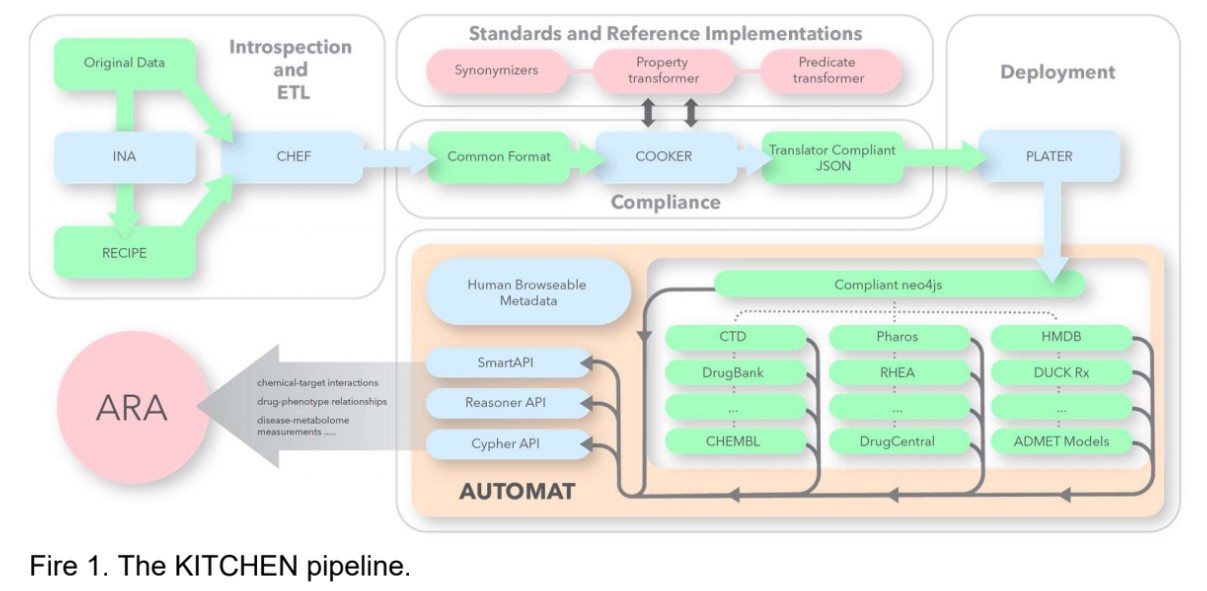 Introspection
and
ETL
Original Data
INA
CHEF
RECIPE
Standards and Reference Implementations
Synonymizers
Property
transformer
Predicate
transformer
Common Format
COOKER
Translator Compliant
JSON
Compliance
Deployment
PLATER
Human Browseable
Metadata
Compliant neo4js
CTD
Pharos
HMDB
DrugBank
RHEA
DUCK Rx
...
...
...
CHEMBL
DrugCentral
ADMET Models
SmartAPI
Reasoner API
Cypher API
AUTOMAT
chemical-target interactions
drug-phenotype relationships
disease-metabolome
measurements .....
ARA
Fire 1. The KITCHEN pipeline.